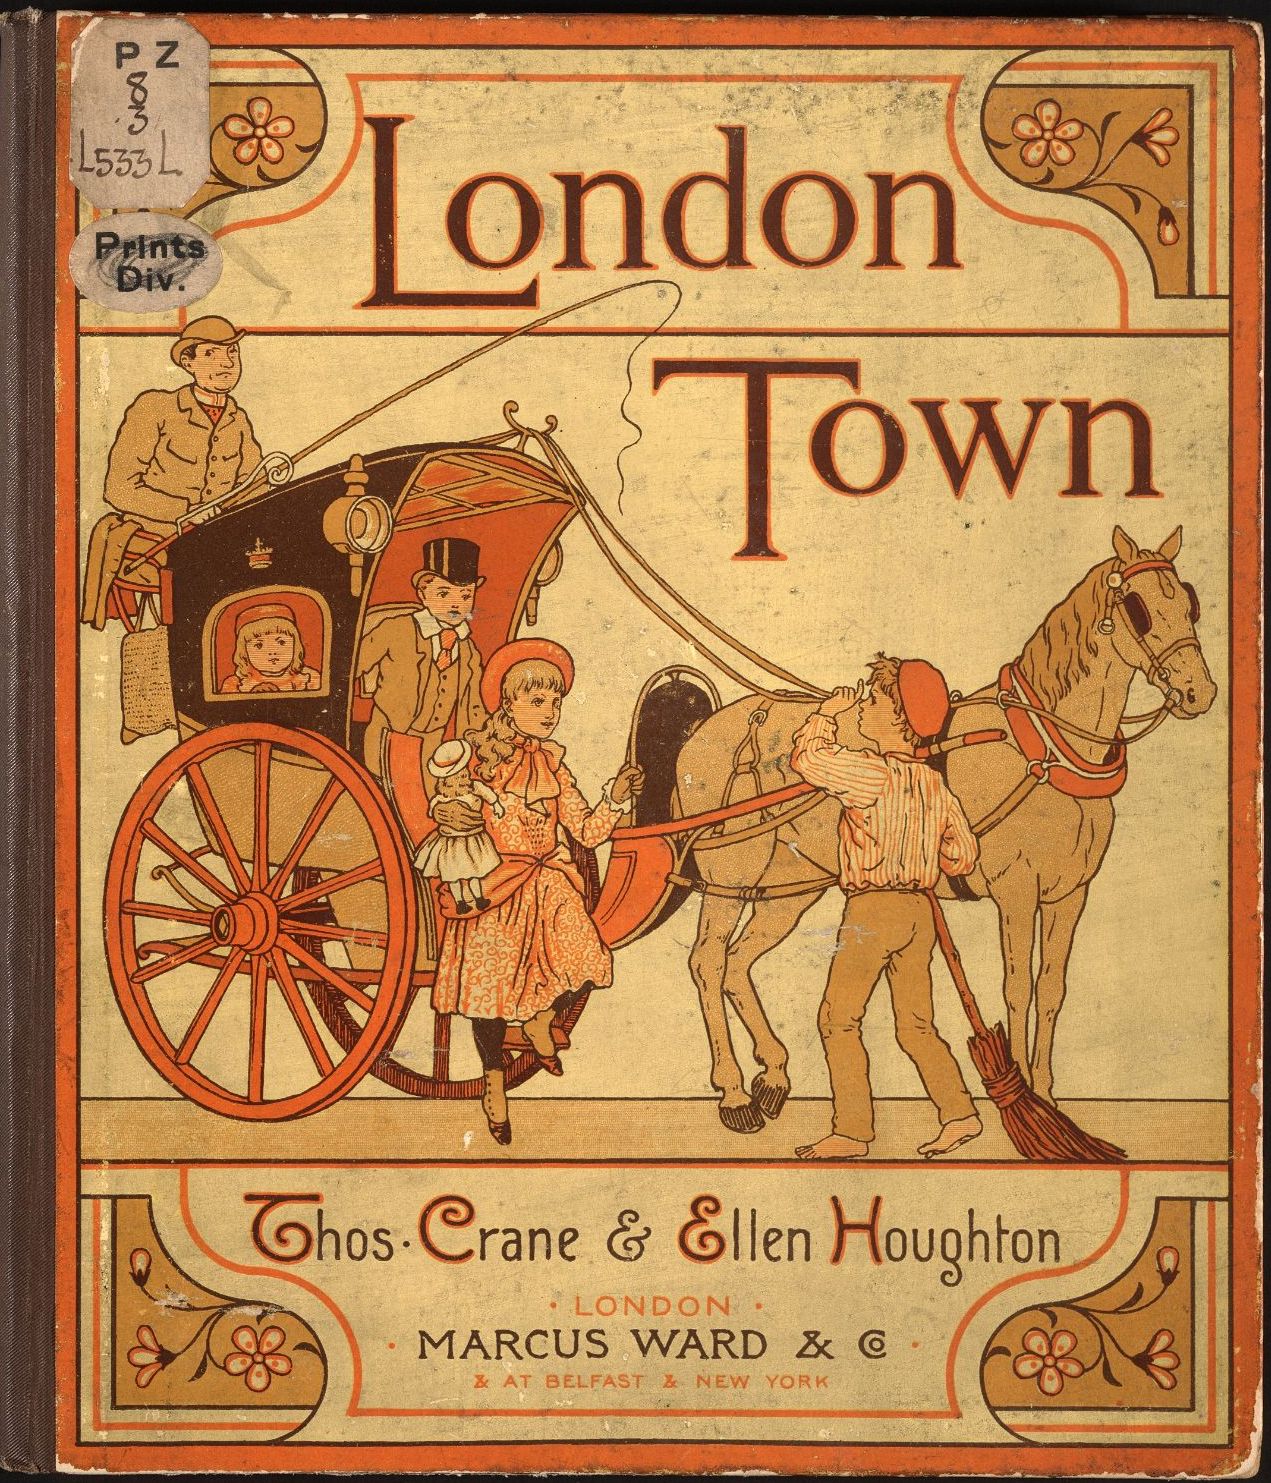 PZ
8
.3
L533L
Prints
Div.
London
Town
Thos. Crane & Ellen Houghton
· LONDON ·
· MARCUS WARD & Co ·
& AT BELFAST & NEW YORK